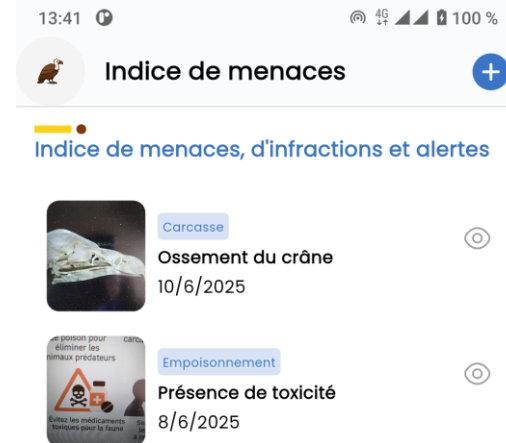 13:41
4G
100 %
Indice de menaces
Indice de menaces, d'infractions et alertes
Carcasse
Ossement du crâne
10/6/2025
poison pour
éliminer les
animaux prédateurs
Évitez les médicaments
toxiques pour la faune
Empoisonnement
Présence de toxicité
8/6/2025